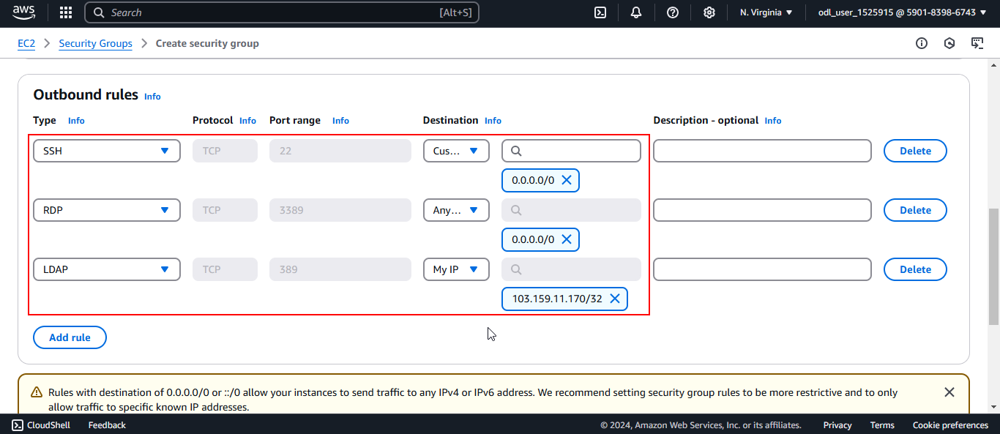 aws Search [Alt+S] N. Virginia odl_user_1525915 @ 5901-8398-6743
EC2 Security Groups Create security group
Outbound rules Info
Type Info Protocol Info Port range Info Destination Info Description - optional Info
SSH TCP 22 Cus... Delete
0.0.0.0/0
RDP TCP 3389 Any... Delete
0.0.0.0/0
LDAP TCP 389 My IP Delete
103.159.11.170/32
Add rule
Rules with destination of 0.0.0.0/0 or ::/0 allow your instances to send traffic to any IPv4 or IPv6 address. We recommend setting security group rules to be more restrictive and to only
allow traffic to specific known IP addresses.
CloudShell Feedback © 2024, Amazon Web Services, Inc. or its affiliates. Privacy Terms Cookie preferences